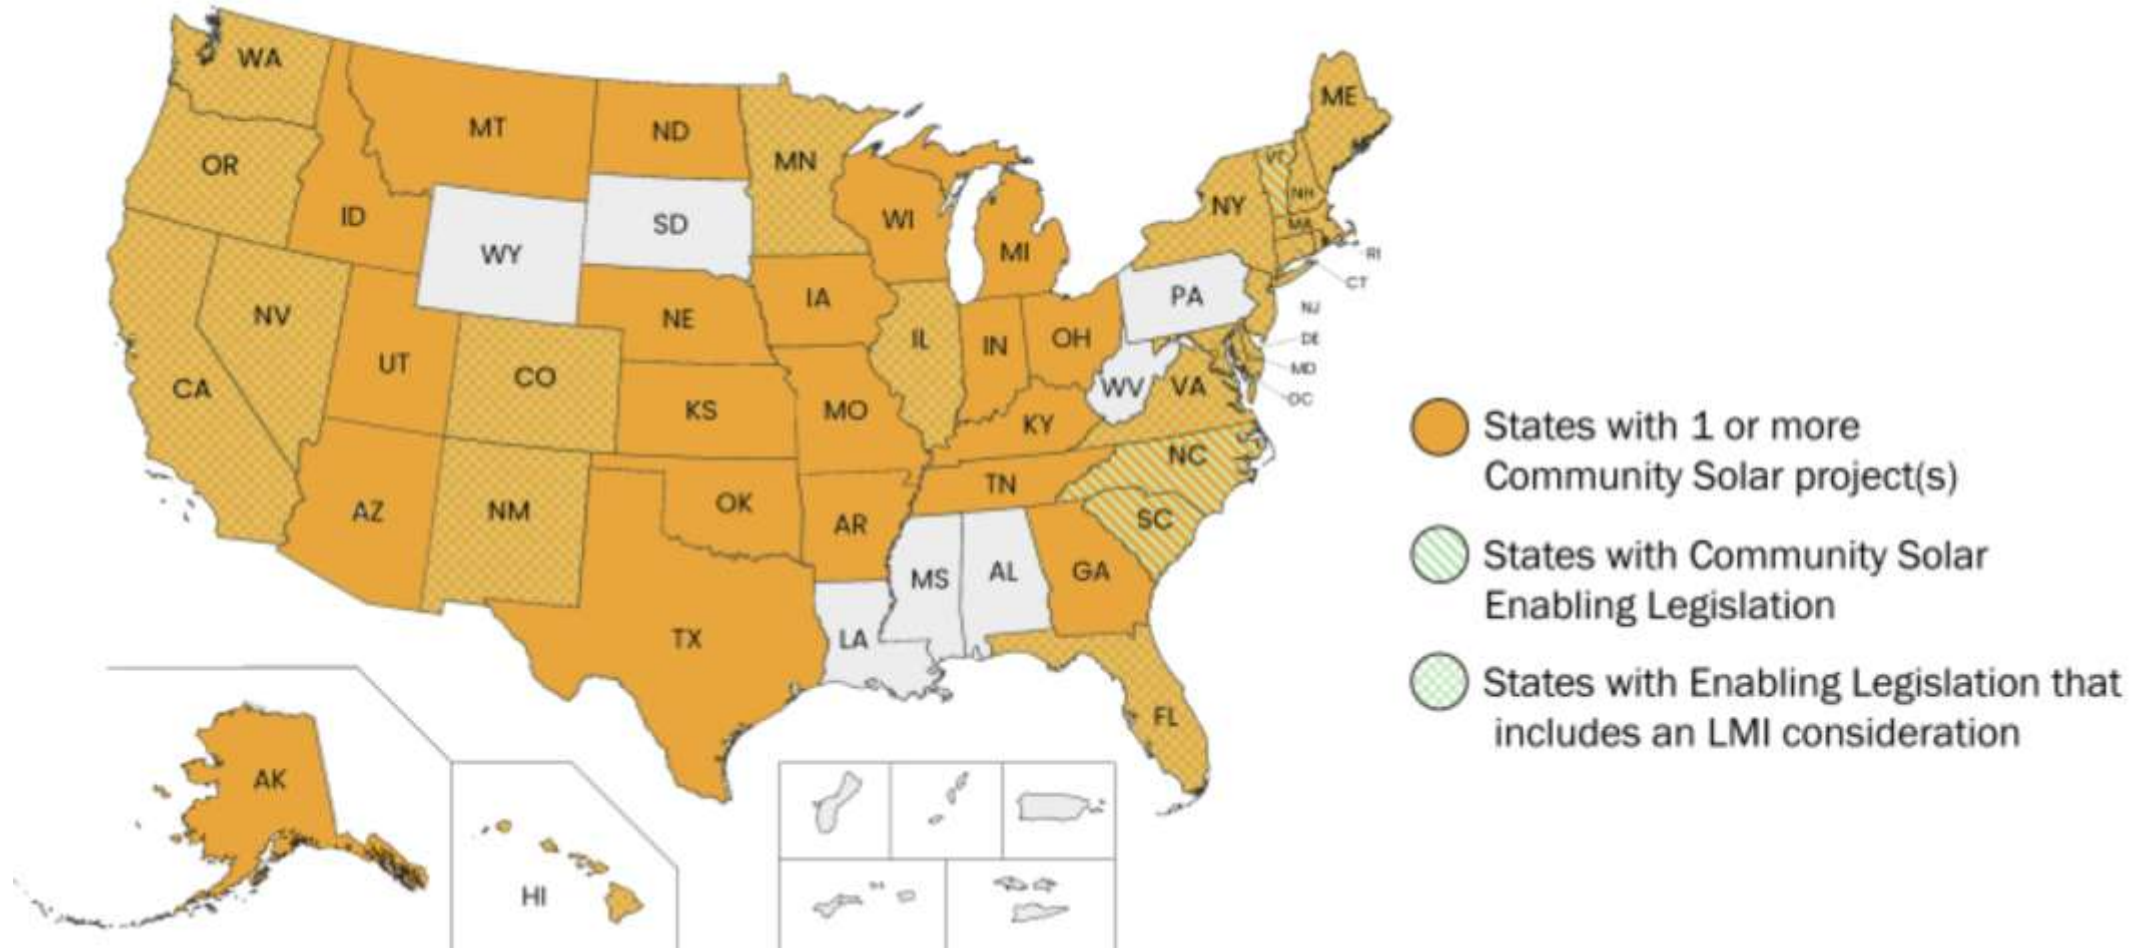 WA
MT
ND
MN
OR
ID
WY
SD
WI
MI
ME
VT
NH
NY
MA
RI
CT
NV
UT
CO
NE
IA
IL
IN
OH
PA
NJ
DE
MD
DC
CA
KS
MO
KY
WV
VA
AZ
NM
OK
AR
TN
NC
SC
TX
LA
MS
AL
GA
FL
AK
HI
States with 1 or more
Community Solar project(s)
States with Community Solar
Enabling Legislation
States with Enabling Legislation that
includes an LMI consideration